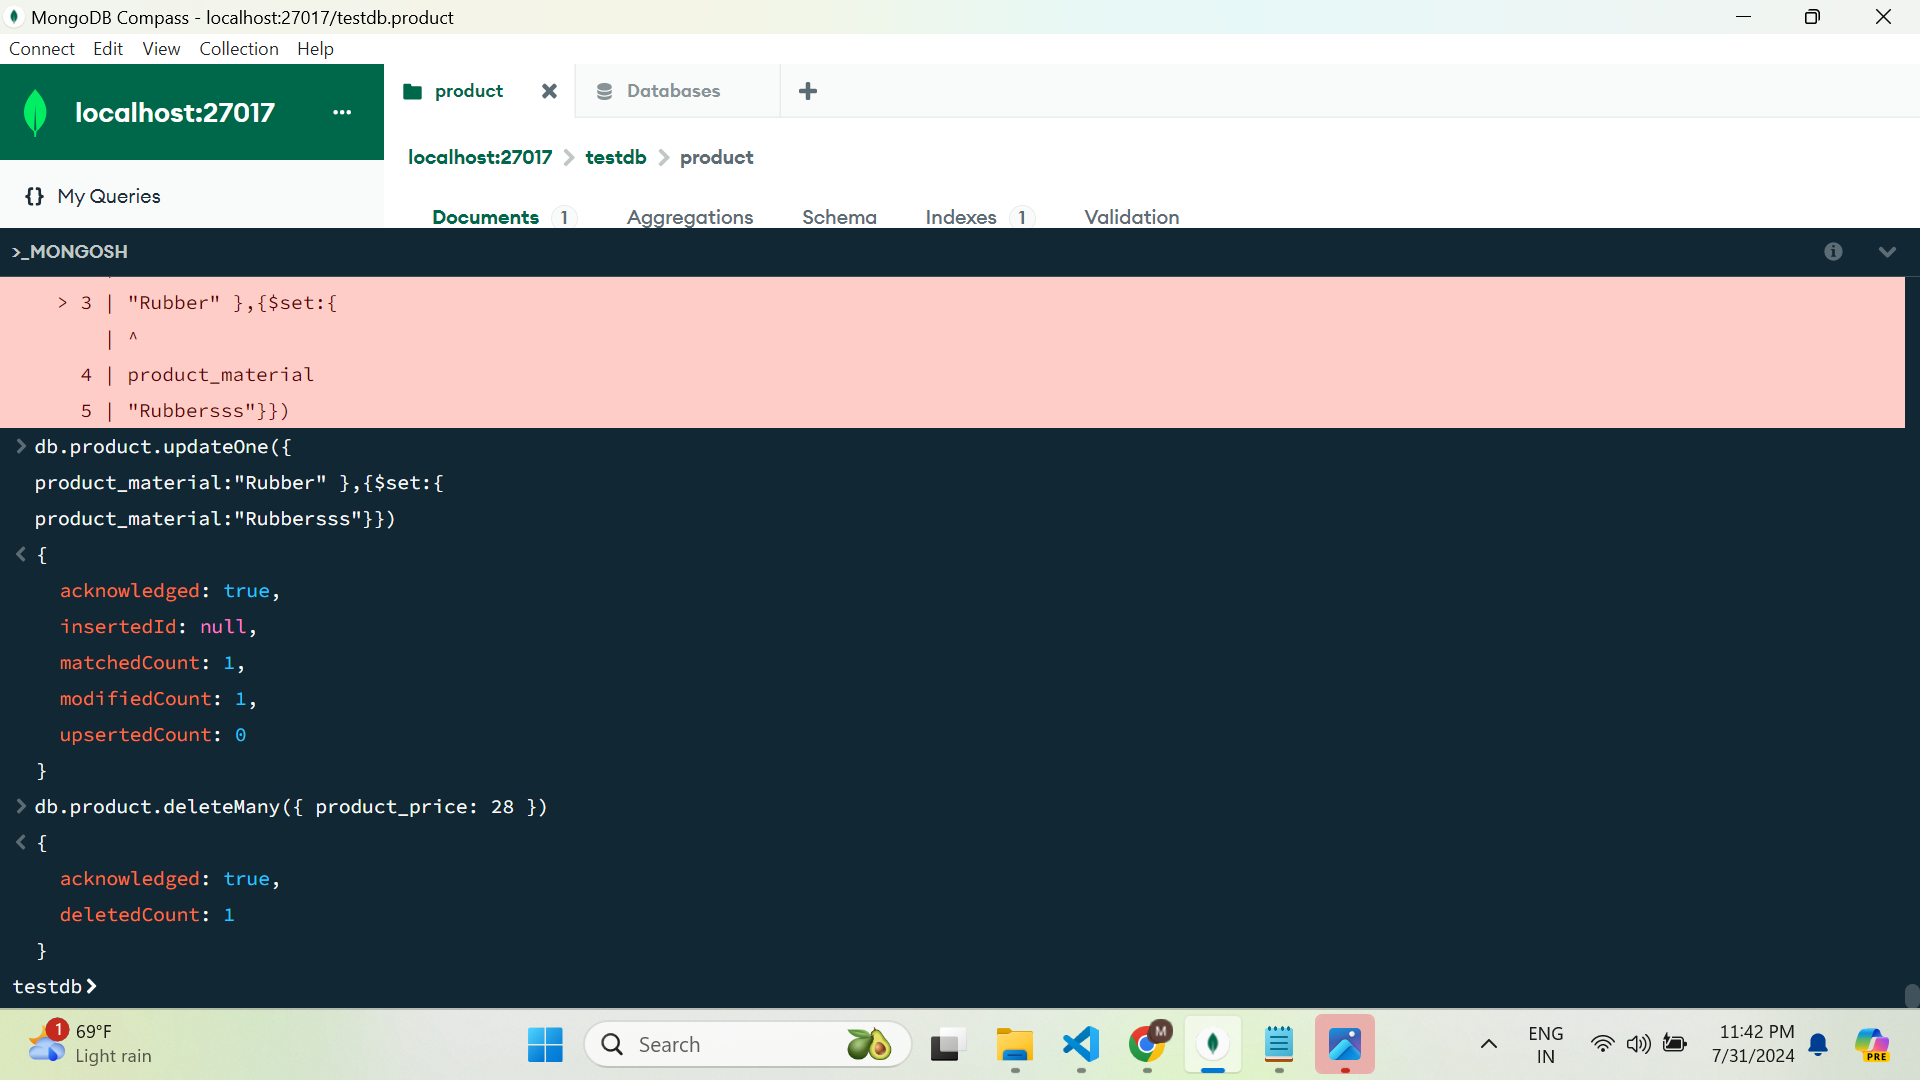 MongoDB Compass - localhost:27017/testdb.product
Connect Edit View Collection Help
localhost:27017 ...
product
Databases
localhost:27017 > testdb > product
{} My Queries
Documents 1 Aggregations Schema Indexes 1 Validation
>_MONGOSH
> 3 | "Rubber" },{$set:{
| ^
4 | product_material
5 | "Rubbersss"}})
> db.product.updateOne({
product_material:"Rubber" },{$set:{
product_material:"Rubbersss"}})
< {
acknowledged: true,
insertedId: null,
matchedCount: 1,
modifiedCount: 1,
upsertedCount: 0
}
> db.product.deleteMany({ product_price: 28 })
< {
acknowledged: true,
deletedCount: 1
}
testdb>
1
69°F
Light rain
Search
M
ENG
IN
11:42 PM
7/31/2024
PRE